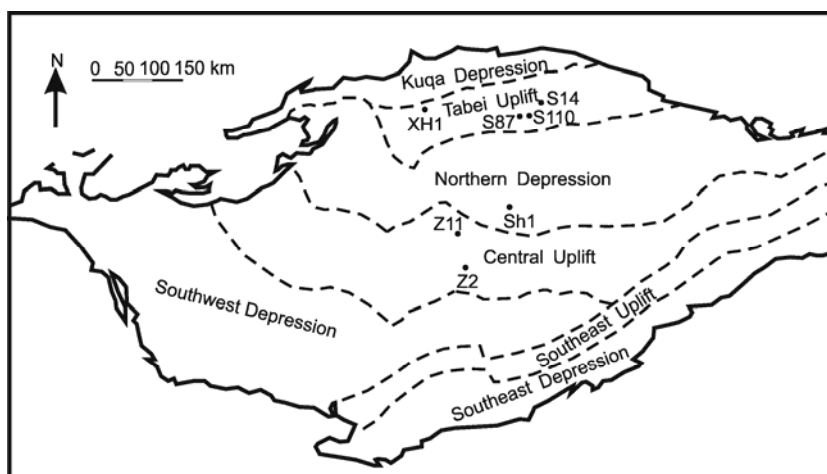 N
0 50 100 150 km
Kuqa Depression
Tabei Uplift
S14
XH1
S87
S110
Northern Depression
Sh1
Z11
Central Uplift
Z2
Southwest Depression
Southeast Uplift
Southeast Depression